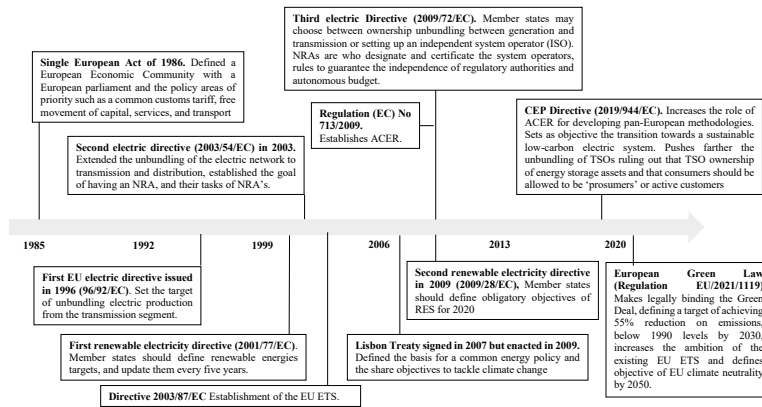 Third electric Directive (2009/72/EC). Member states may
choose between ownership unbundling between generation
and transmission or setting up an independent system
operator (ISO).
NRAs are who designate and certificate the system operators,
rules to guarantee the independence of regulatory authorities and
autonomous budget.
Single European Act of 1986. Defined a
European Economic Community with a
European parliament and the policy areas of
priority such as a common customs tariff, free
movement of capital, services, and transport
Regulation (EC) No
713/2009.
Establishes ACER.
CEP Directive (2019/944/EC). Increases the role of
ACER for developing pan-European methodologies.
Sets as objective the transition towards a sustainable
low-carbon electric system. Pushes farther the
unbundling of TSOs ruling out that TSO ownership
of energy storage assets and that consumers should be
allowed to be 'prosumers' or active customers
Second electric directive (2003/54/EC) in 2003.
Extended the unbundling of the electric network to
transmission and distribution, established the goal
of having an NRA, and their tasks of NRA's.
1985 1992 1999 2006 2013 2020
First EU electric directive issued
in 1996 (96/92/EC). Set the target
of unbundling electric production
from the transmission segment.
Second renewable electricity directive
in 2009 (2009/28/EC), Member states
should define obligatory objectives of
RES for 2020
European Green Law
(Regulation EU/2021/1119)
Makes legally binding the Green
Deal, defining a target of achieving
55% reduction on emissions,
below 1990 levels by 2030,
increases the ambition of the
existing EU ETS and defines
objective of EU climate neutrality
by 2050.
First renewable electricity directive (2001/77/EC).
Member states should define renewable energies
targets, and update them every five years.
Lisbon Treaty signed in 2007 but enacted in 2009.
Defined the basis for a common energy policy and
the share objectives to tackle climate change
Directive 2003/87/EC Establishment of the EU ETS.